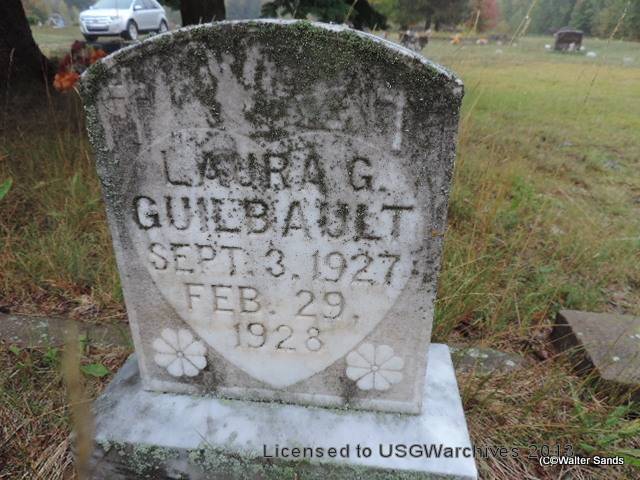 LAURA G.
GUILBAULT
SEPT. 3, 1927
FEB. 29,
1928
Licensed to USGWarchives 2013
(C)©Walter Sands